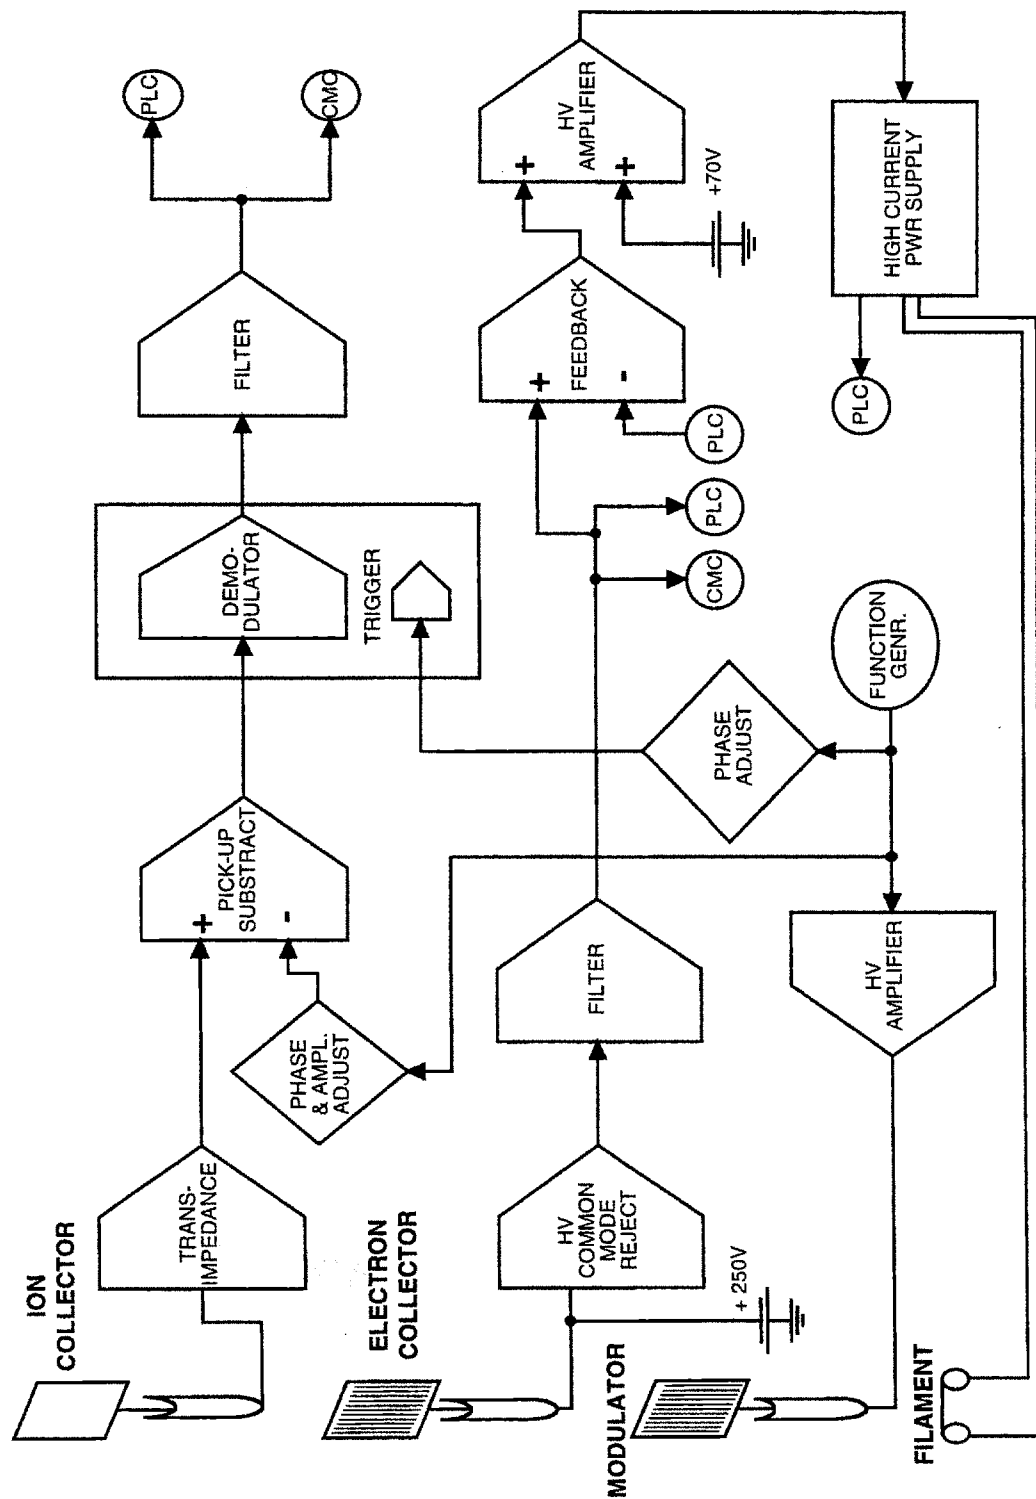 ION
COLLECTOR
TRANS-
IMPEDANCE
PHASE
& AMPL.
ADJUST
+
-
PICK-UP
SUBSTRACT
DEMO-
DULATOR
TRIGGER
FILTER
PLC
CMC
ELECTRON
COLLECTOR
+ 250V
HV
COMMON
MODE
REJECT
FILTER
CMC
PLC
PLC
+
-
FEEDBACK
+
+
HV
AMPLIFIER
+70V
MODULATOR
HV
AMPLIFIER
PHASE
ADJUST
FUNCTION
GENR.
PLC
HIGH CURRENT
PWR SUPPLY
FILAMENT